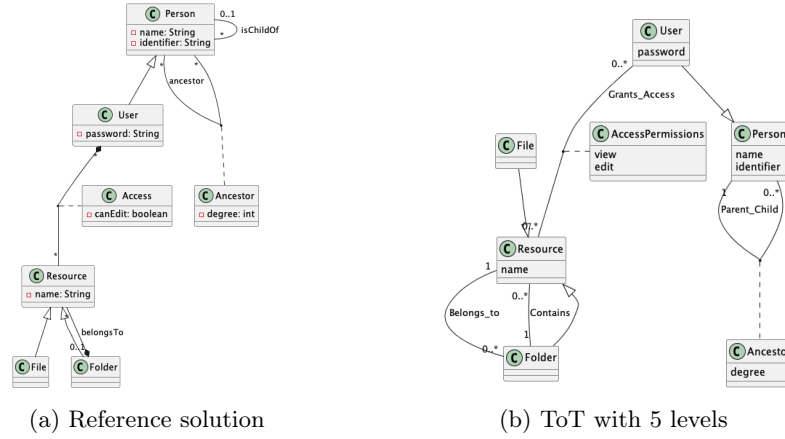 C Person
name: String
identifier: String
0..1
isChildOf
*
*
ancestor
*
C User
password: String
*
C Access
canEdit: boolean
C Ancestor
degree: int
*
C Resource
name: String
belongsTo
*
0..1
C File
C Folder
(a) Reference solution
C User
password
0..*
Grants_Access
C AccessPermissions
view
edit
C Person
name
identifier
C File
1
0..*
Parent_Child
0..*
C Resource
name
1
0..*
Belongs_to
Contains
0..*
1
C Folder
C Ancestor
degree
(b) ToT with 5 levels